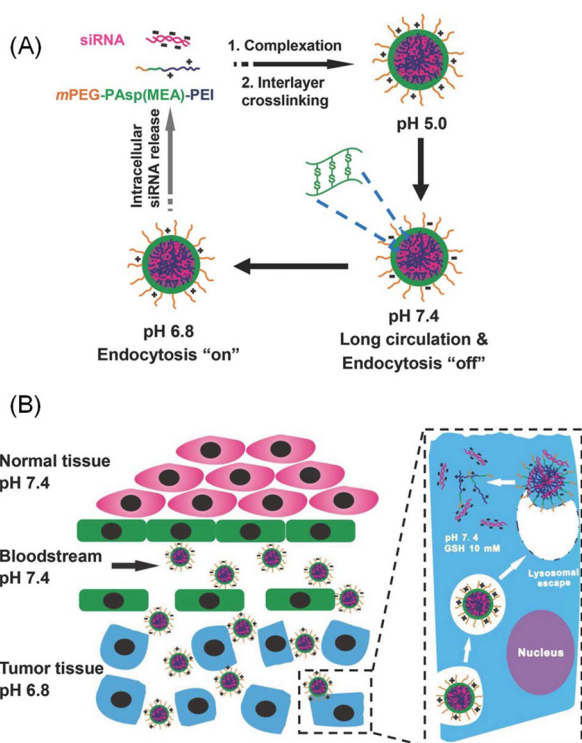 (A)
siRNA
mPEG-PAsp(MEA)-PEI
1. Complexation
2. Interlayer
crosslinking
pH 5.0
Intracellular
siRNA release
S-S
S-S
S-S
pH 6.8
Endocytosis “on”
pH 7.4
Long circulation &
Endocytosis “off”
(B)
Normal tissue
pH 7.4
Bloodstream
pH 7.4
Tumor tissue
pH 6.8
pH 7. 4
GSH 10 mM
Lysosomal
escape
Nucleus